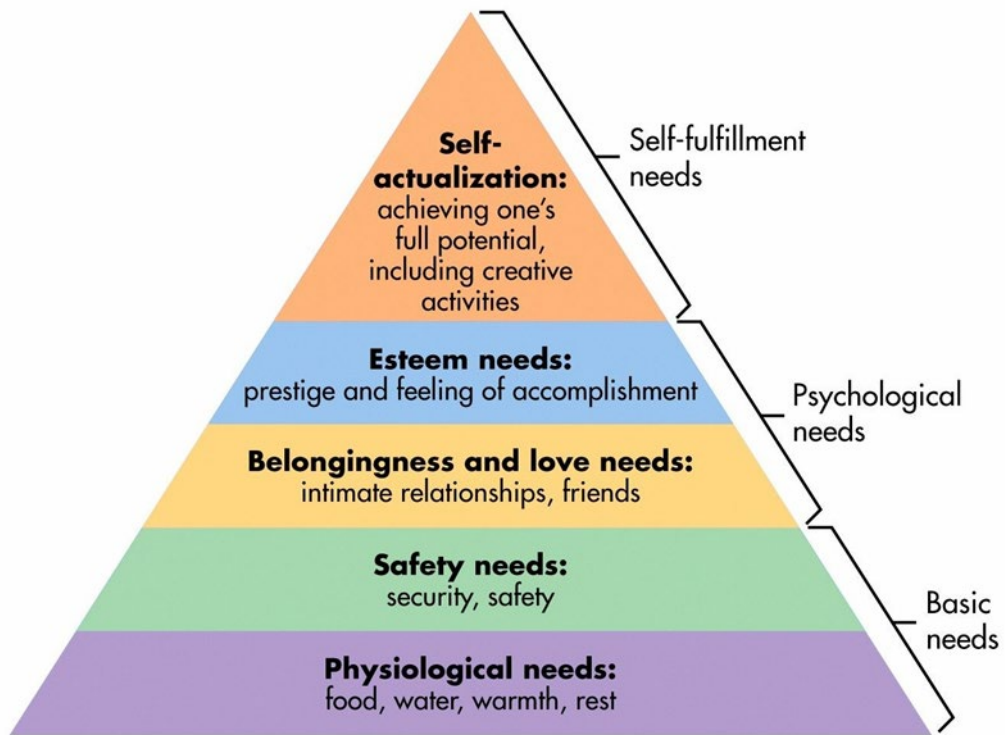 Self-
actualization:
achieving one's
full potential,
including creative
activities
Self-fulfillment
needs
Esteem needs:
prestige and feeling of accomplishment
Psychological
needs
Belongingness and love needs:
intimate relationships, friends
Safety needs:
security, safety
Basic
needs
Physiological needs:
food, water, warmth, rest